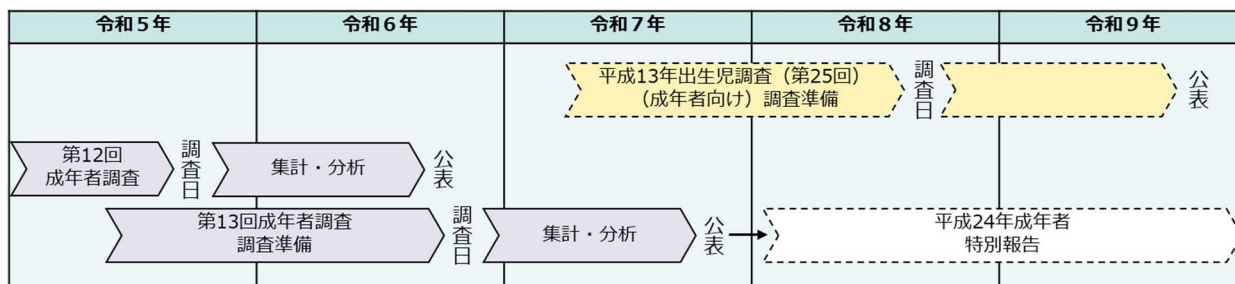 令和５年
令和６年
令和７年
令和８年
令和９年
平成13年出生児調査（第25回）
（成年者向け）調査準備
調査日
公表
第12回
成年者調査
調査日
集計・分析
公表
第13回成年者調査
調査準備
調査日
集計・分析
公表
平成24年成年者
特別報告